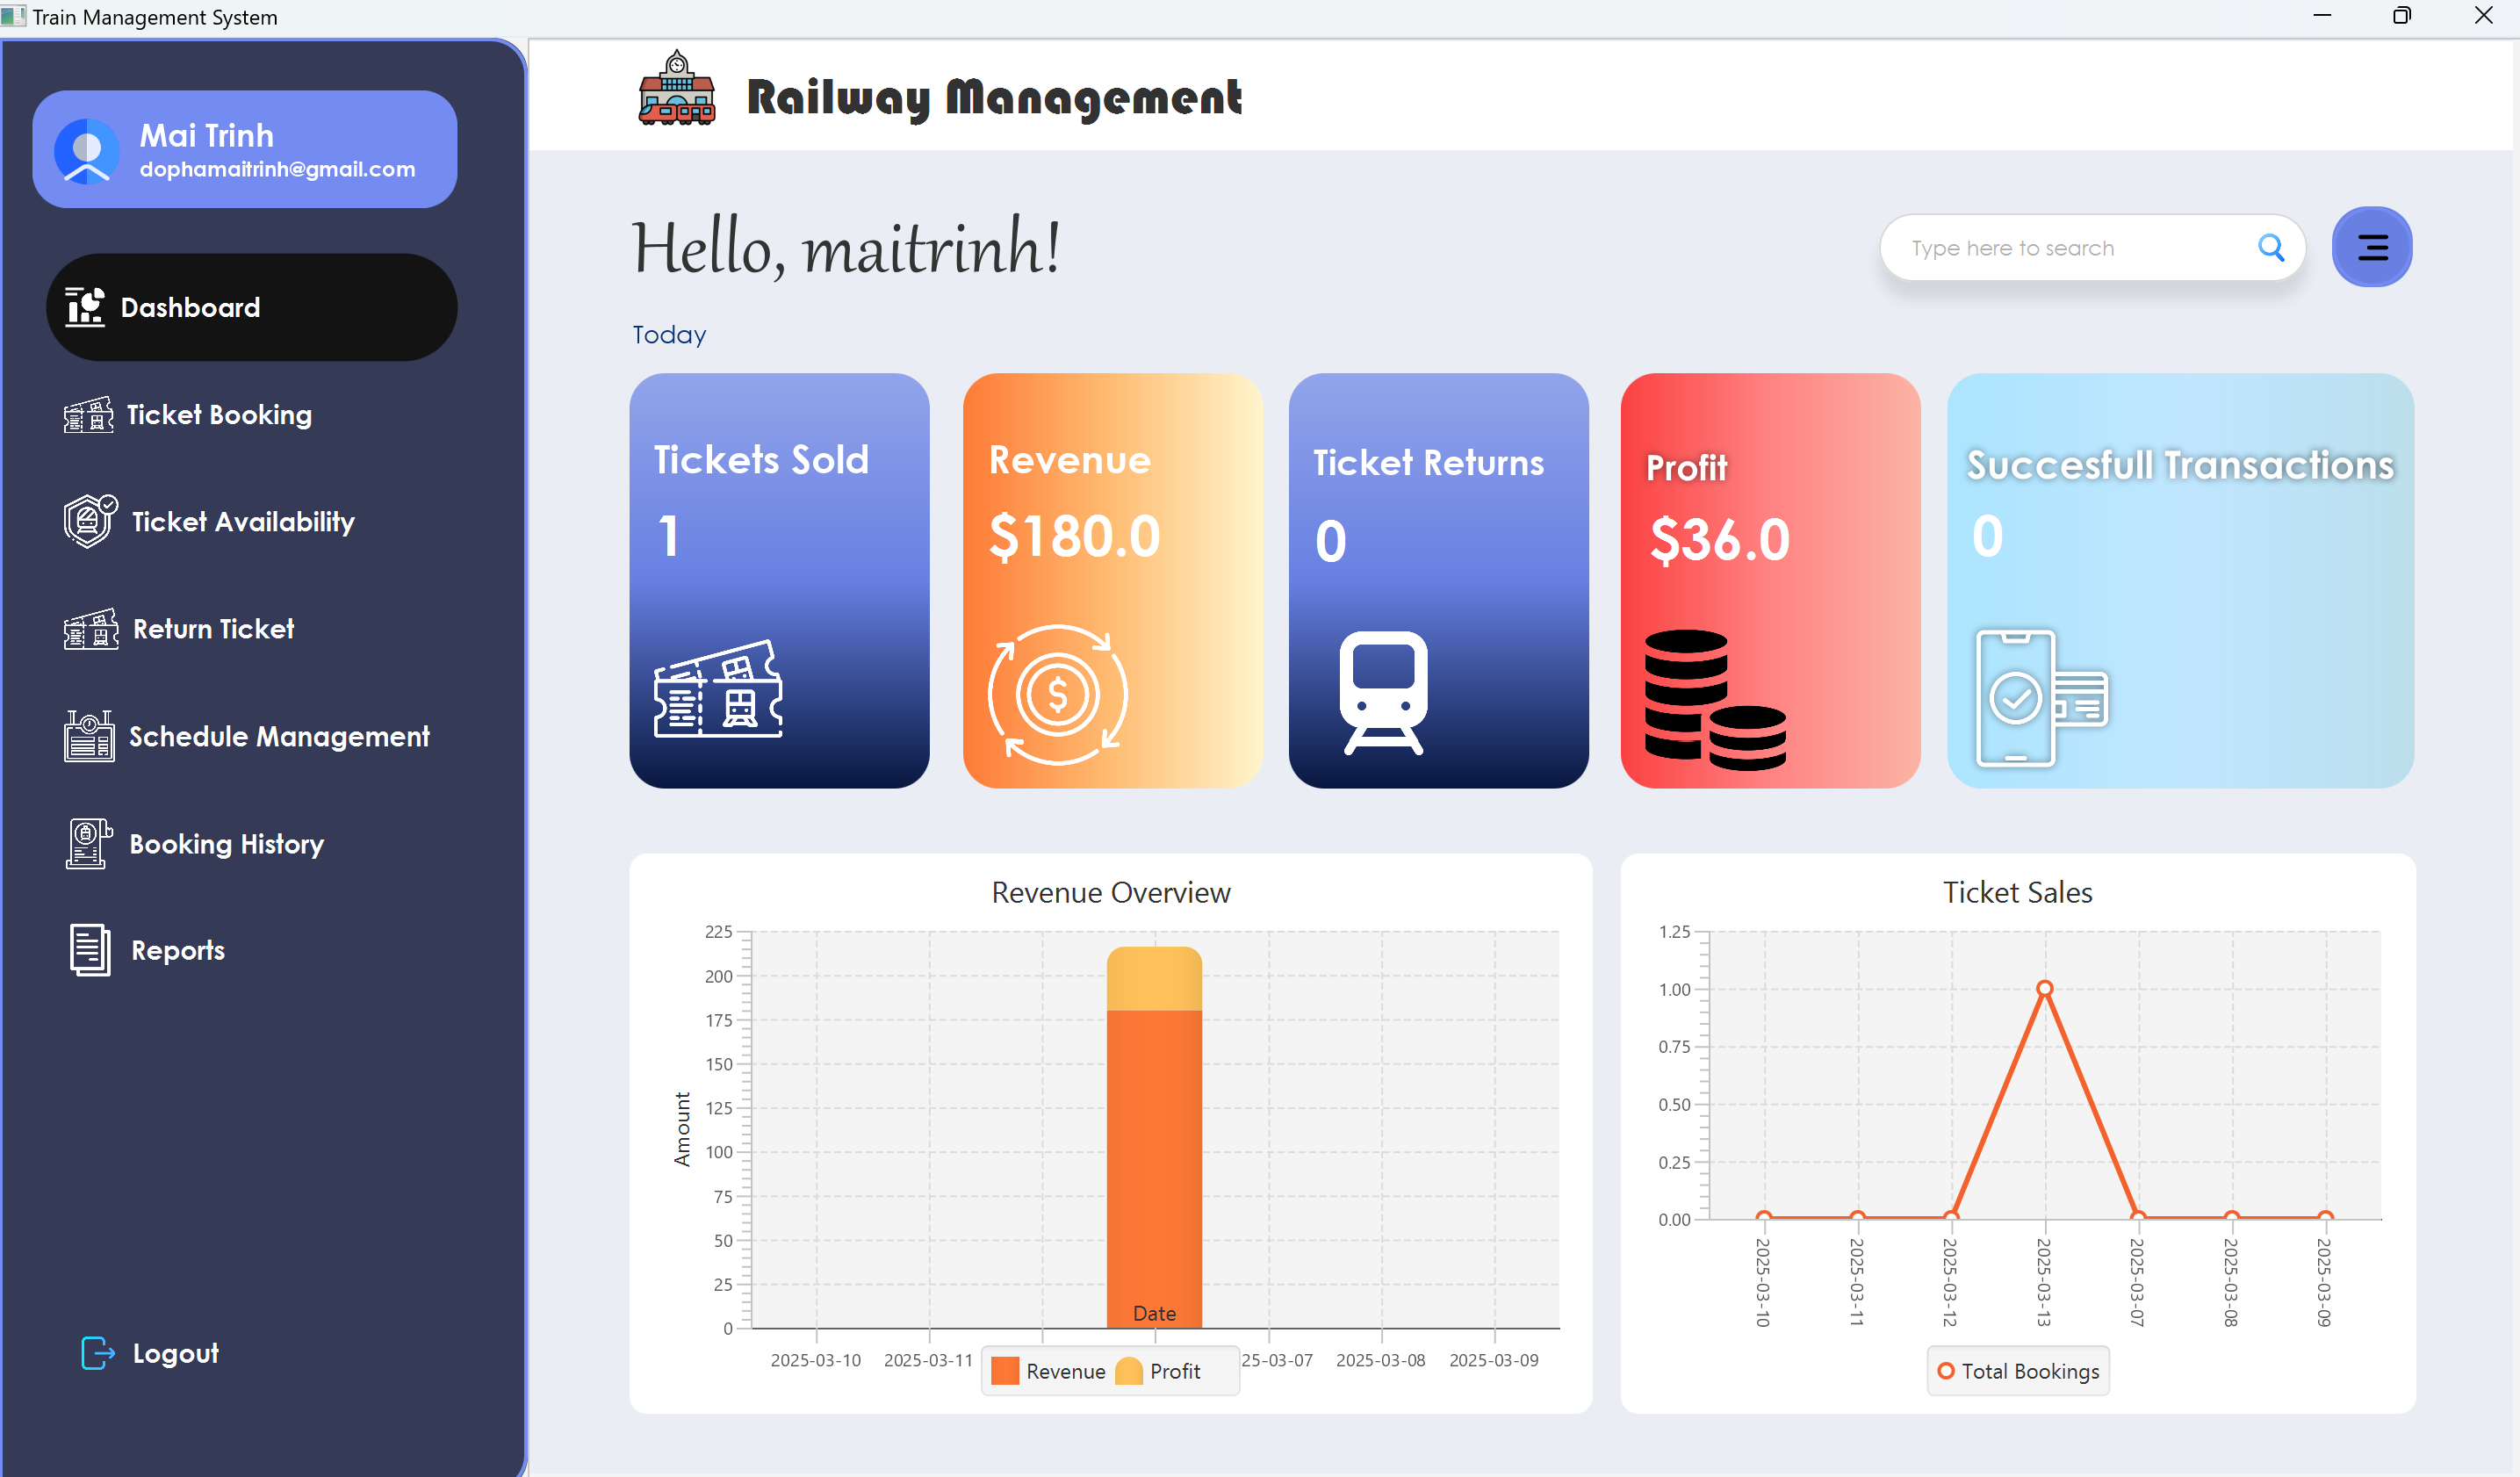 Train Management System
Mai Trinh
dophamaitrinh@gmail.com
Dashboard
Ticket Booking
Ticket Availability
Return Ticket
Schedule Management
Booking History
Reports
Logout
Railway Management
Hello, maitrinh!
Type here to search
Today
Tickets Sold
1
Revenue
$180.0
$
Ticket Returns
0
Profit
$36.0
Succesfull Transactions
0
Revenue Overview
225
200
175
150
125
100
75
50
25
0
Amount
Date
2025-03-10 2025-03-11 25-03-07 2025-03-08 2025-03-09
Revenue Profit
Ticket Sales
1.25
1.00
0.75
0.50
0.25
0.00
2025-03-10
2025-03-11
2025-03-12
2025-03-13
2025-03-07
2025-03-08
2025-03-09
Total Bookings